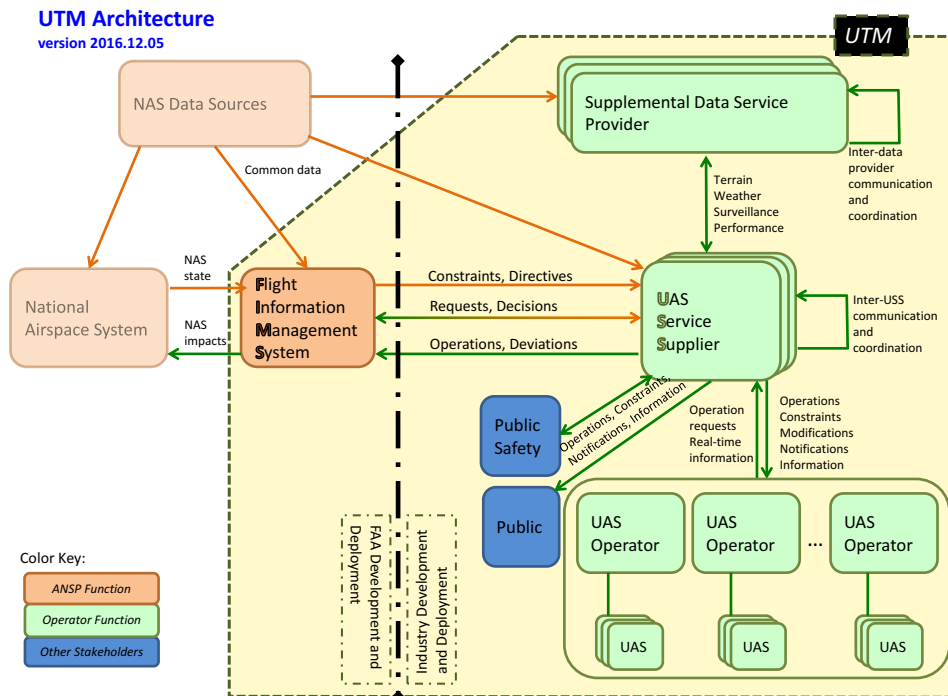 UTM Architecture
version 2016.12.05
UTM
NAS Data Sources
Supplemental Data Service
Provider
Inter-data
provider
communication
and
coordination
Common data
Terrain
Weather
Surveillance
Performance
NAS
state
National
Airspace System
NAS
impacts
Flight
Information
Management
System
Constraints, Directives
Requests, Decisions
Operations, Deviations
UAS
Service
Supplier
Inter-USS
communication
and
coordination
Public
Safety
Operations, Constraints,
Notifications, Information
Operation
requests
Real-time
information
Operations
Constraints
Modifications
Notifications
Information
Public
UAS
Operator
UAS
Operator
...
UAS
Operator
UAS
UAS
UAS
FAA Development and
Deployment
Industry Development
and Deployment
Color Key:
ANSP Function
Operator Function
Other Stakeholders